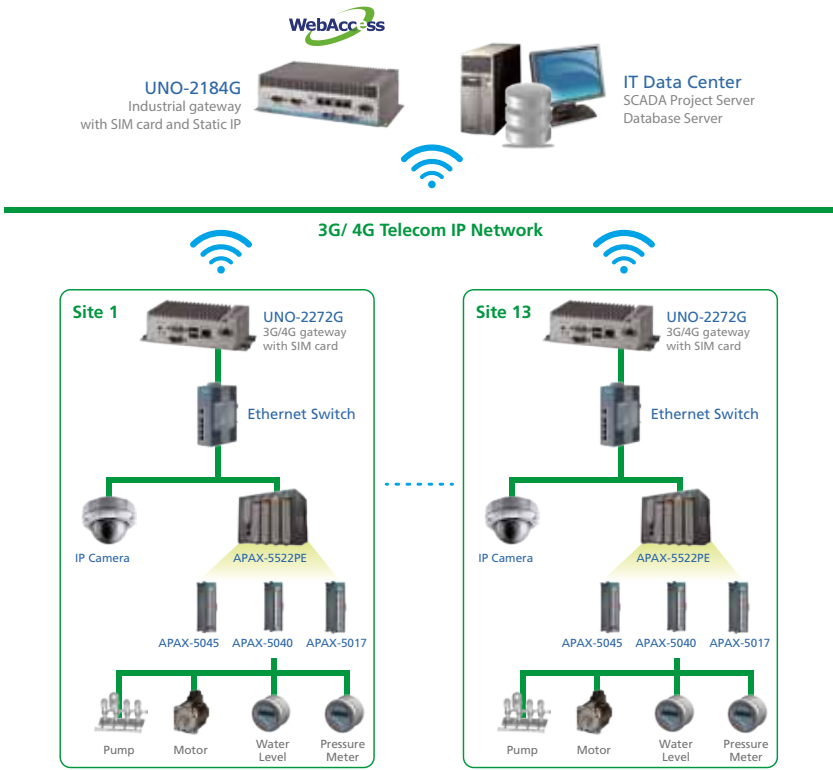 WebAccess
UNO-2184G
Industrial gateway
with SIM card and Static IP
IT Data Center
SCADA Project Server
Database Server
3G/ 4G Telecom IP Network
Site 1
UNO-2272G
3G/4G gateway
with SIM card
Ethernet Switch
IP Camera
APAX-5522PE
APAX-5045
APAX-5040
APAX-5017
Pump
Motor
Water
Level
Pressure
Meter
Site 13
UNO-2272G
3G/4G gateway
with SIM card
Ethernet Switch
IP Camera
APAX-5522PE
APAX-5045
APAX-5040
APAX-5017
Pump
Motor
Water
Level
Pressure
Meter